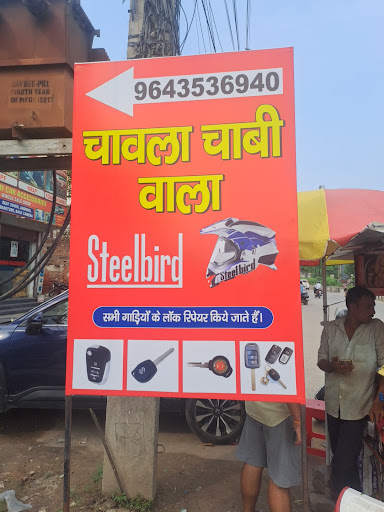 9643536940
चावला चाबी
वाला
Steelbird
Steelbird
सभी गाड़ियों के लॉक रिपेयर किये जाते हैं।